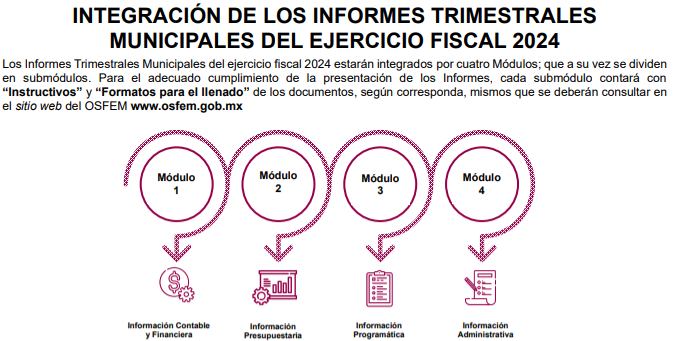 INTEGRACIÓN DE LOS INFORMES TRIMESTRALES
MUNICIPALES DEL EJERCICIO FISCAL 2024
Los Informes Trimestrales Municipales del ejercicio fiscal 2024 estarán integrados por cuatro Módulos; que a su vez se dividen
en submódulos. Para el adecuado cumplimiento de la presentación de los Informes, cada submódulo contará con
“Instructivos” y “Formatos para el llenado” de los documentos, según corresponda, mismos que se deberán consultar en
el sitio web del OSFEM www.osfem.gob.mx
Módulo
1
Módulo
2
Módulo
3
Módulo
4
Información Contable
y Financiera
Información
Presupuestaria
Información
Programática
Información
Administrativa